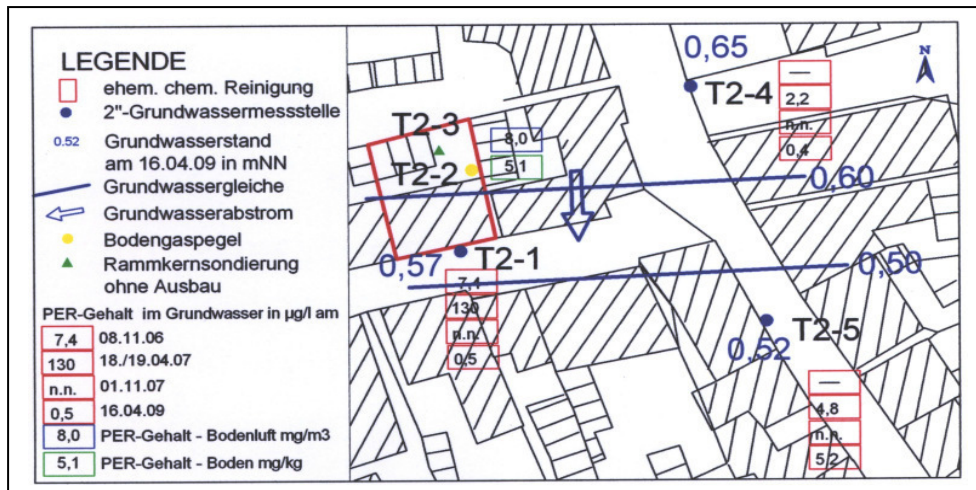 LEGENDE
ehem. chem. Reinigung
2"-Grundwassermessstelle
0.52 Grundwasserstand
am 16.04.09 in mNN
Grundwassergleiche
Grundwasserabstrom
Bodengaspegel
Rammkernsondierung
ohne Ausbau
PER-Gehalt im Grundwasser in µg/l am
7,4 08.11.06
130 18./19.04.07
n.n. 01.11.07
0,5 16.04.09
8,0 PER-Gehalt - Bodenluft mg/m3
5,1 PER-Gehalt - Boden mg/kg
0,65
N
T2-4
—
2,2
n.n.
0,4
T2-3
8,0
T2-2
5,1
0,60
0,57
T2-1
7,4
130
n.n.
0,5
0,50
T2-5
0,52
—
4,8
n.n.
5,2